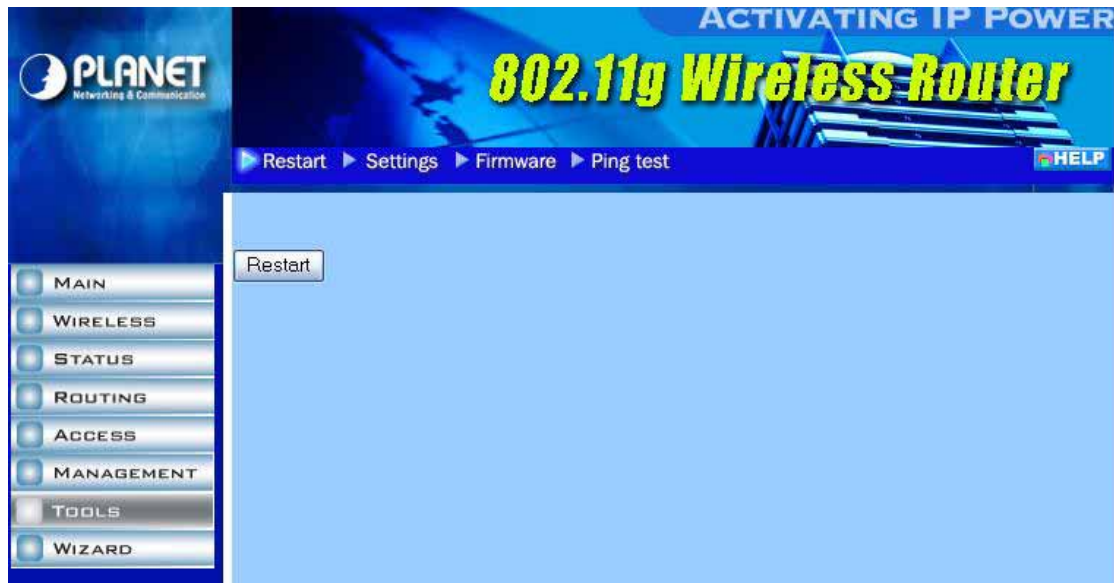 ACTIVATING IP POWER
PLANET
Networking & Communication
802.11g Wireless Router
Restart Settings Firmware Ping test HELP
Restart
MAIN
WIRELESS
STATUS
ROUTING
ACCESS
MANAGEMENT
TOOLS
WIZARD